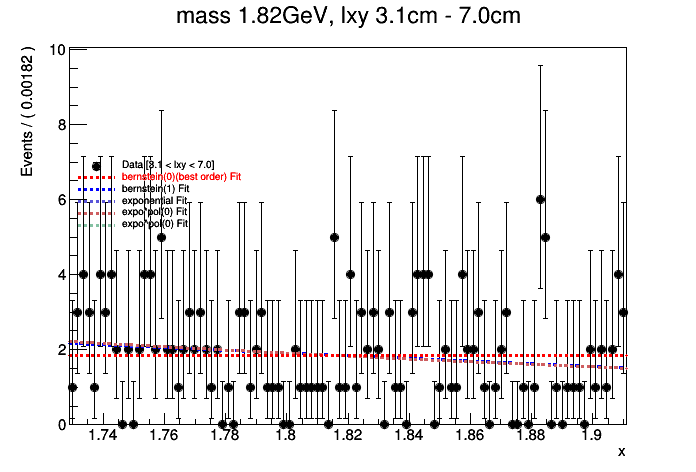 mass 1.82GeV, lxy 3.1cm - 7.0cm
Events / ( 0.00182 )
10
8
6
4
2
0
Data [3.1 < lxy < 7.0]
bernstein(0)(best order) Fit
bernstein(1) Fit
exponential Fit
expo*pol(0) Fit
expo*pol(0) Fit
1.74 1.76 1.78 1.8 1.82 1.84 1.86 1.88 1.9
x